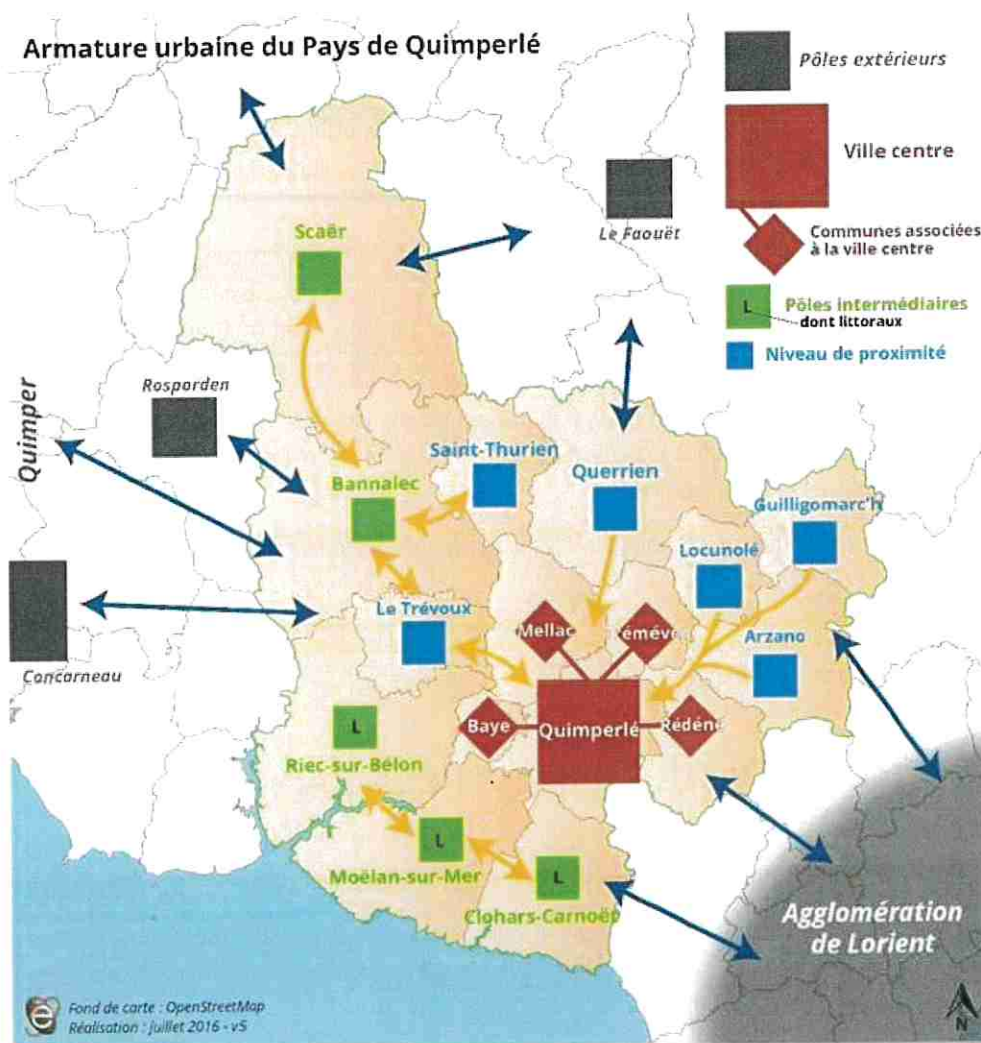 Armature urbaine du Pays de Quimperlé
Pôles extérieurs
Ville centre
Communes associées
à la ville centre
L
Pôles intermédiaires
dont littoraux
Niveau de proximité
Le Faouët
Scaër
Rosporden
Quimper
Bannalec
Saint-Thurien
Querrien
Guilligomarc'h
Locunolé
Le Trévoux
Mellac
Arzano
Concarneau
Baye
Quimperlé
Rédéné
L
Riec-sur-Bélon
L
Moëlan-sur-Mer
L
Clohars-Carnoët
Agglomération
de Lorient
e
Fond de carte : OpenStreetMap
Réalisation : juillet 2016 - v5
N